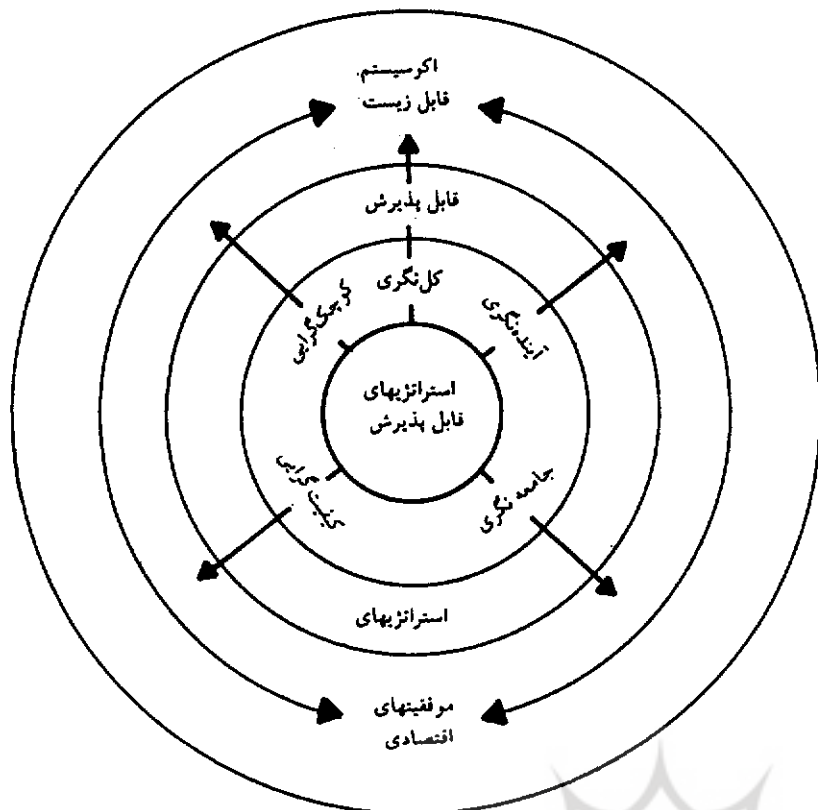 اکوسیستم
قابل زیست
قابل پذیرش
کل‌نگری
کوچک‌گرایی
آینده‌نگری
استراتژیهای
قابل پذیرش
کیفیت‌گرایی
جامعه نگری
استراتژیهای
موفقیتهای
اقتصادی